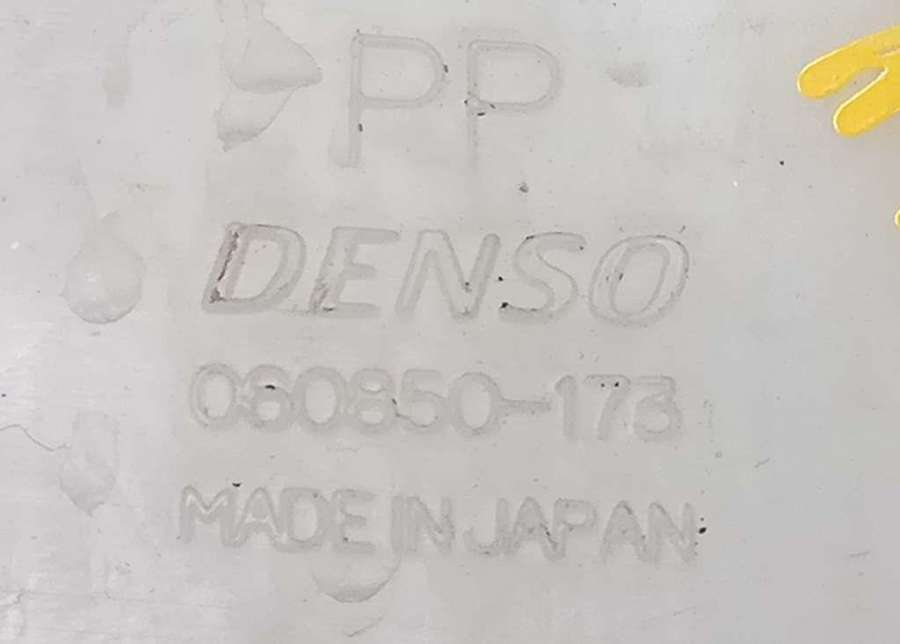 PP
DENSO
060850-173
MADE IN JAPAN